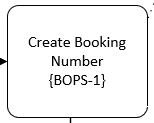 Create Booking
Number
{BOPS-1}